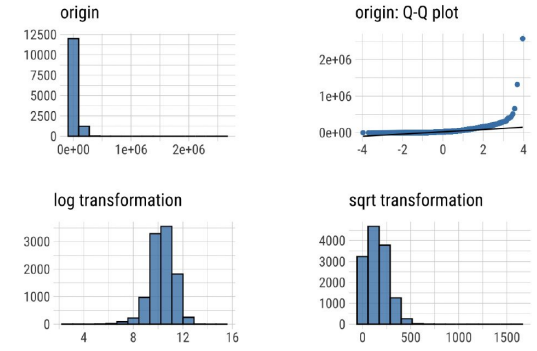 origin
origin: Q-Q plot
12500
10000
7500
5000
2500
0
0e+00 1e+06 2e+06
2e+06
1e+06
0e+00
-4 -2 0 2 4
log transformation
sqrt transformation
3000
2000
1000
0
4 8 12 16
4000
3000
2000
1000
0
0 500 1000 1500